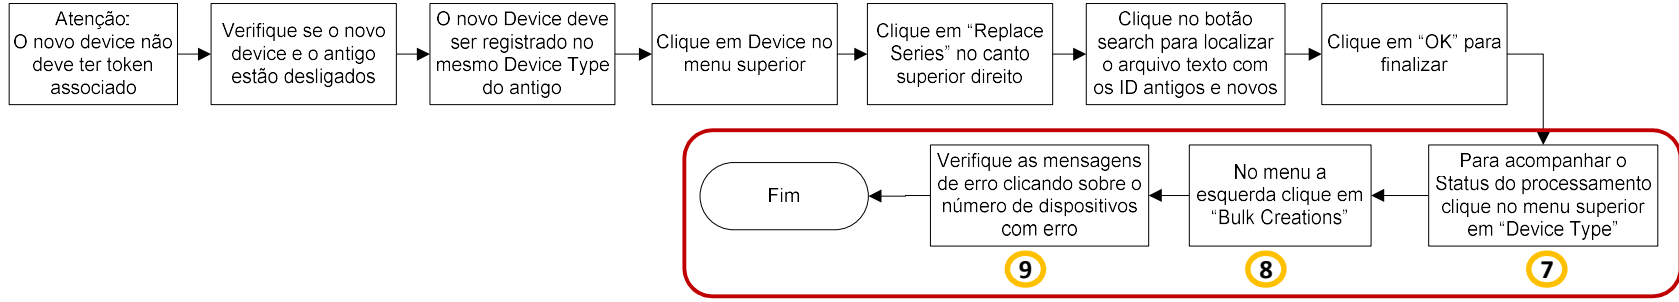 Atenção:
O novo device não
deve ter token
associado
Verifique se o novo
device e o antigo
estão desligados
O novo Device deve
ser registrado no
mesmo Device Type
do antigo
Clique em Device no
menu superior
Clique em “Replace
Series” no canto
superior direito
Clique no botão
search para localizar
o arquivo texto com
os ID antigos e novos
Clique em “OK” para
finalizar
Para acompanhar o
Status do processamento
clique no menu superior
em “Device Type”
7
No menu a
esquerda clique em
“Bulk Creations”
8
Verifique as mensagens
de erro clicando sobre o
número de dispositivos
com erro
9
Fim